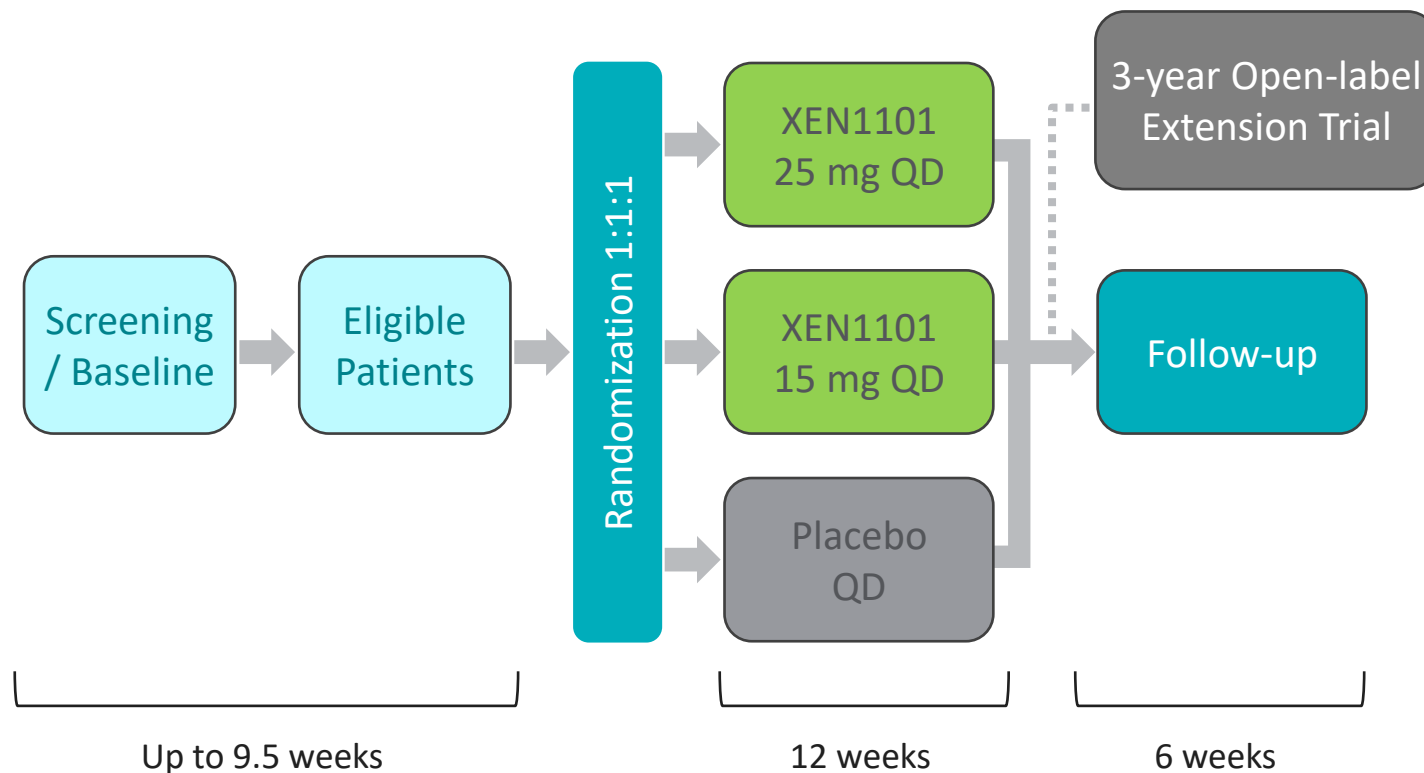 Screening
/ Baseline
Eligible
Patients
Randomization 1:1:1
XEN1101
25 mg QD
XEN1101
15 mg QD
Placebo
QD
3-year Open-label
Extension Trial
Follow-up
Up to 9.5 weeks
12 weeks
6 weeks